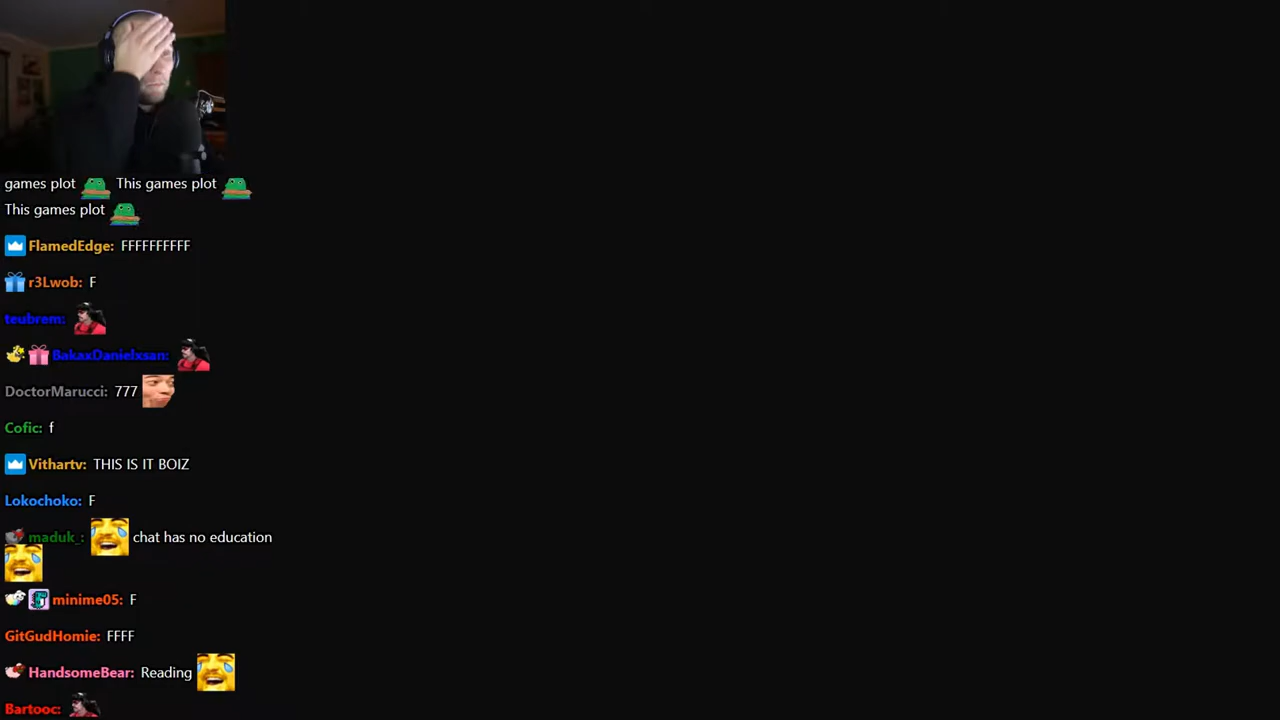 games plot This games plot
This games plot
FlamedEdge: FFFFFFFFFF
r3Lwob: F
teubrem:
BakaxDanielxsan:
DoctorMarucci: 777
Cofic: f
Vithartv: THIS IS IT BOIZ
Lokochoko: F
maduk_: chat has no education
minime05: F
GitGudHomie: FFFF
HandsomeBear: Reading
Bartooc: